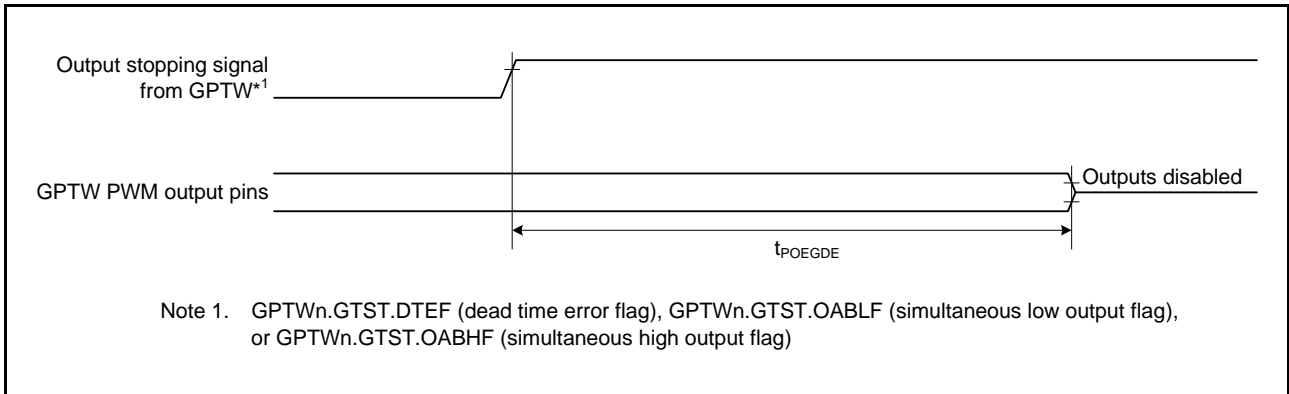 Output stopping signal
from GPTW*1
GPTW PWM output pins
Outputs disabled
tPOEGDE
Note 1. GPTWn.GTST.DTEF (dead time error flag), GPTWn.GTST.OABLF (simultaneous low output flag),
or GPTWn.GTST.OABHF (simultaneous high output flag)